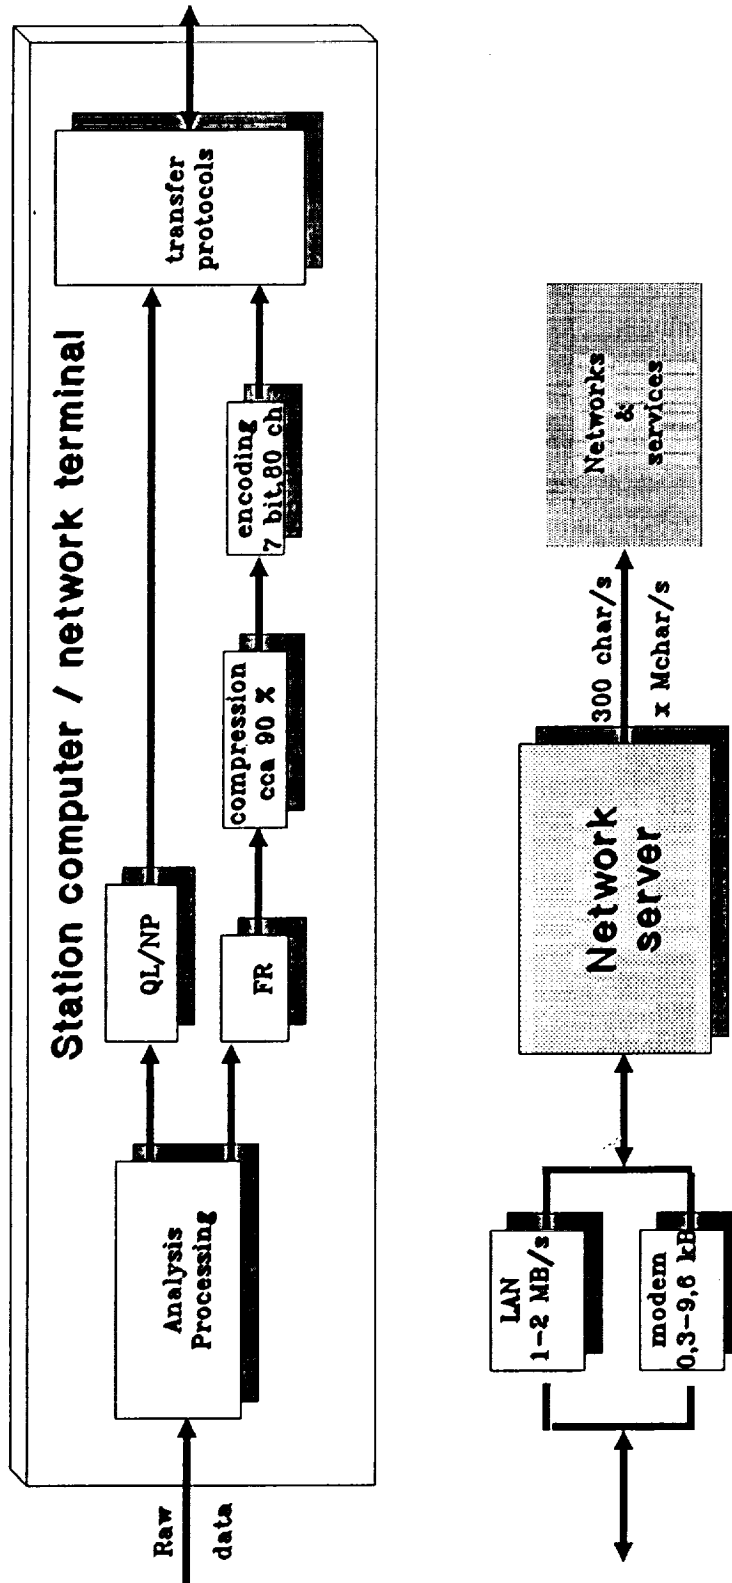 Station computer / network terminal
Raw
data
Analysis
Processing
QL/NP
FR
compression
cca 90 %
encoding
7 bit,80 ch
transfer
protocols
LAN
1-2 MB/s
modem
0,3-9,6 kB
Network
server
300 char/s
x Mchar/s
Networks
&
services